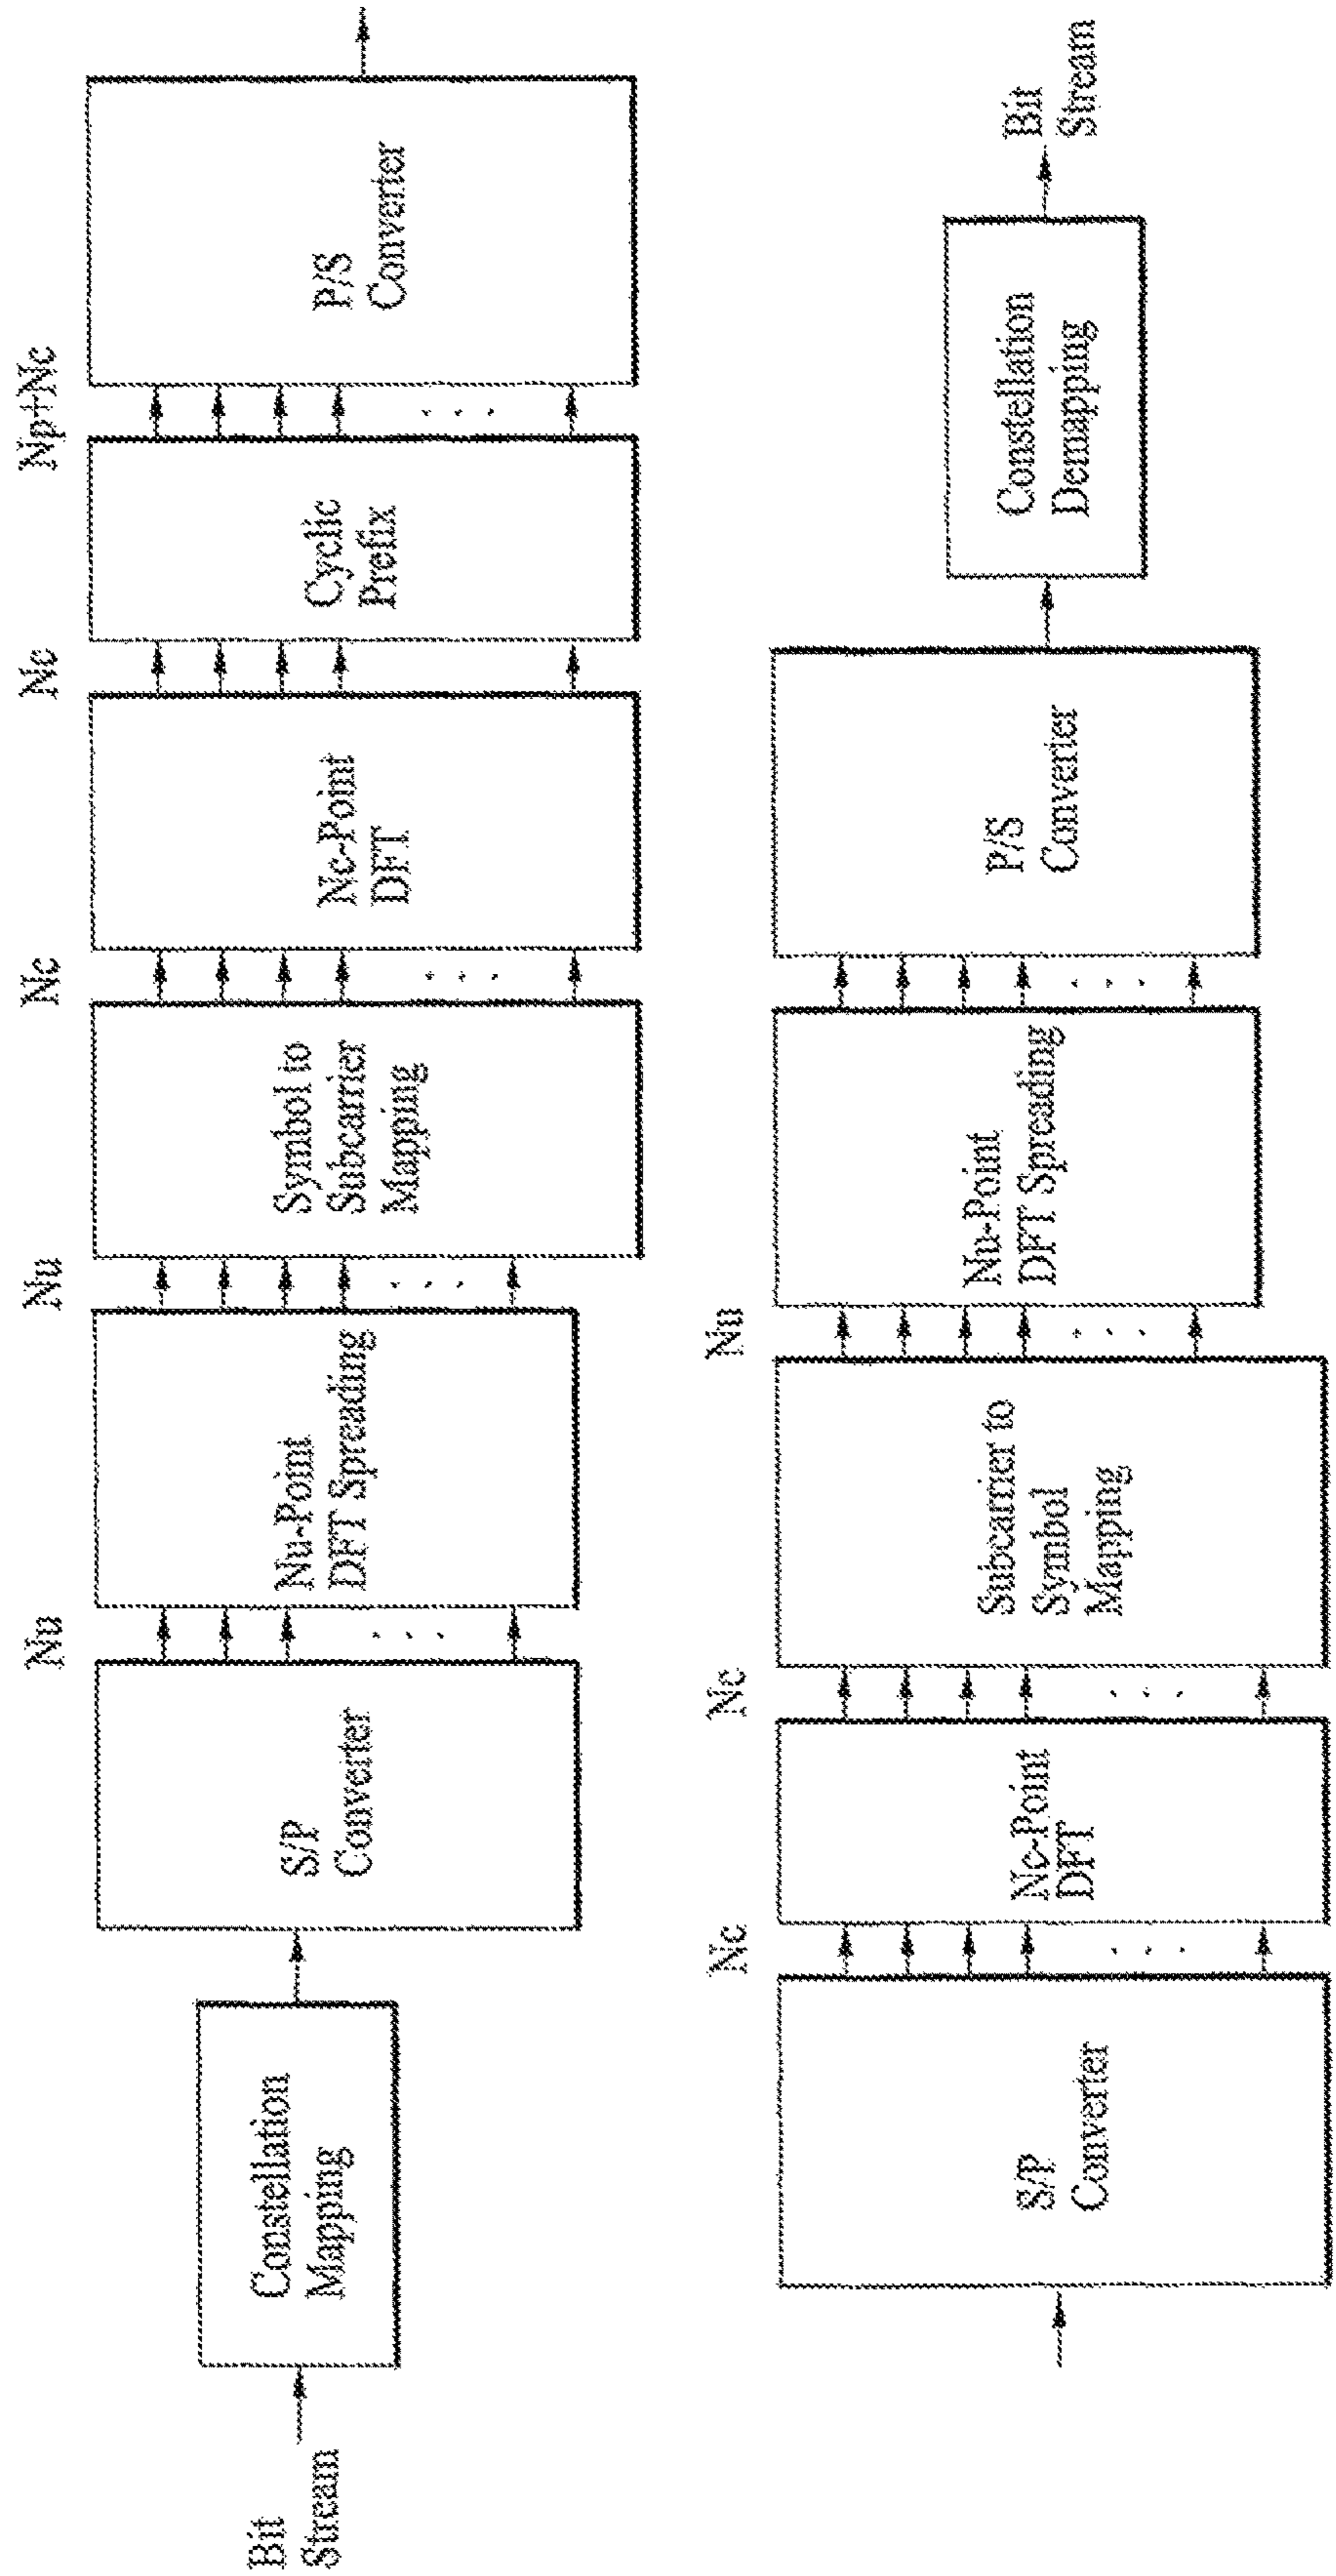 Bit
Stream
Constellation
Mapping
S/P
Converter
Nu
Nu-Point
DFT Spreading
Nu
Symbol to
Subcarrier
Mapping
Nc
Nc-Point
DFT
Nc
Cyclic
Prefix
Np+Nc
P/S
Converter
S/P
Converter
Nc
Nc-Point
DFT
Nc
Subcarrier to
Symbol
Mapping
Nu
Nu-Point
DFT Spreading
P/S
Converter
Constellation
Demapping
Bit
Stream